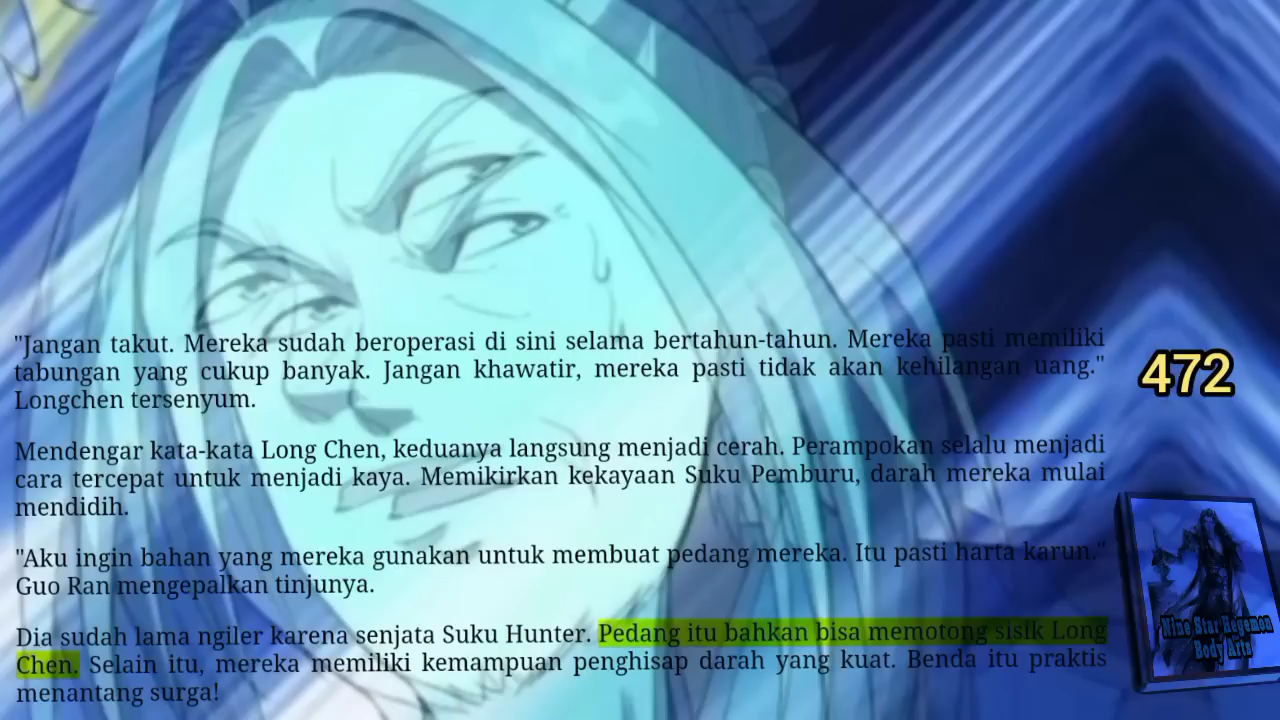 "Jangan takut. Mereka sudah beroperasi di sini selama bertahun-tahun. Mereka pasti memiliki
tabungan yang cukup banyak. Jangan khawatir, mereka pasti tidak akan kehilangan uang."
Longchen tersenyum.
Mendengar kata-kata Long Chen, keduanya langsung menjadi cerah. Perampokan selalu menjadi
cara tercepat untuk menjadi kaya. Memikirkan kekayaan Suku Pemburu, darah mereka mulai
mendidih.
"Aku ingin bahan yang mereka gunakan untuk membuat pedang mereka. Itu pasti harta karun."
Guo Ran mengepalkan tinjunya.
Dia sudah lama ngiler karena senjata Suku Hunter. Pedang itu bahkan bisa memotong sisik Long
Chen. Selain itu, mereka memiliki kemampuan penghisap darah yang kuat. Benda itu praktis
menantang surga!
472
Nine Star Hegemon
Body Arts